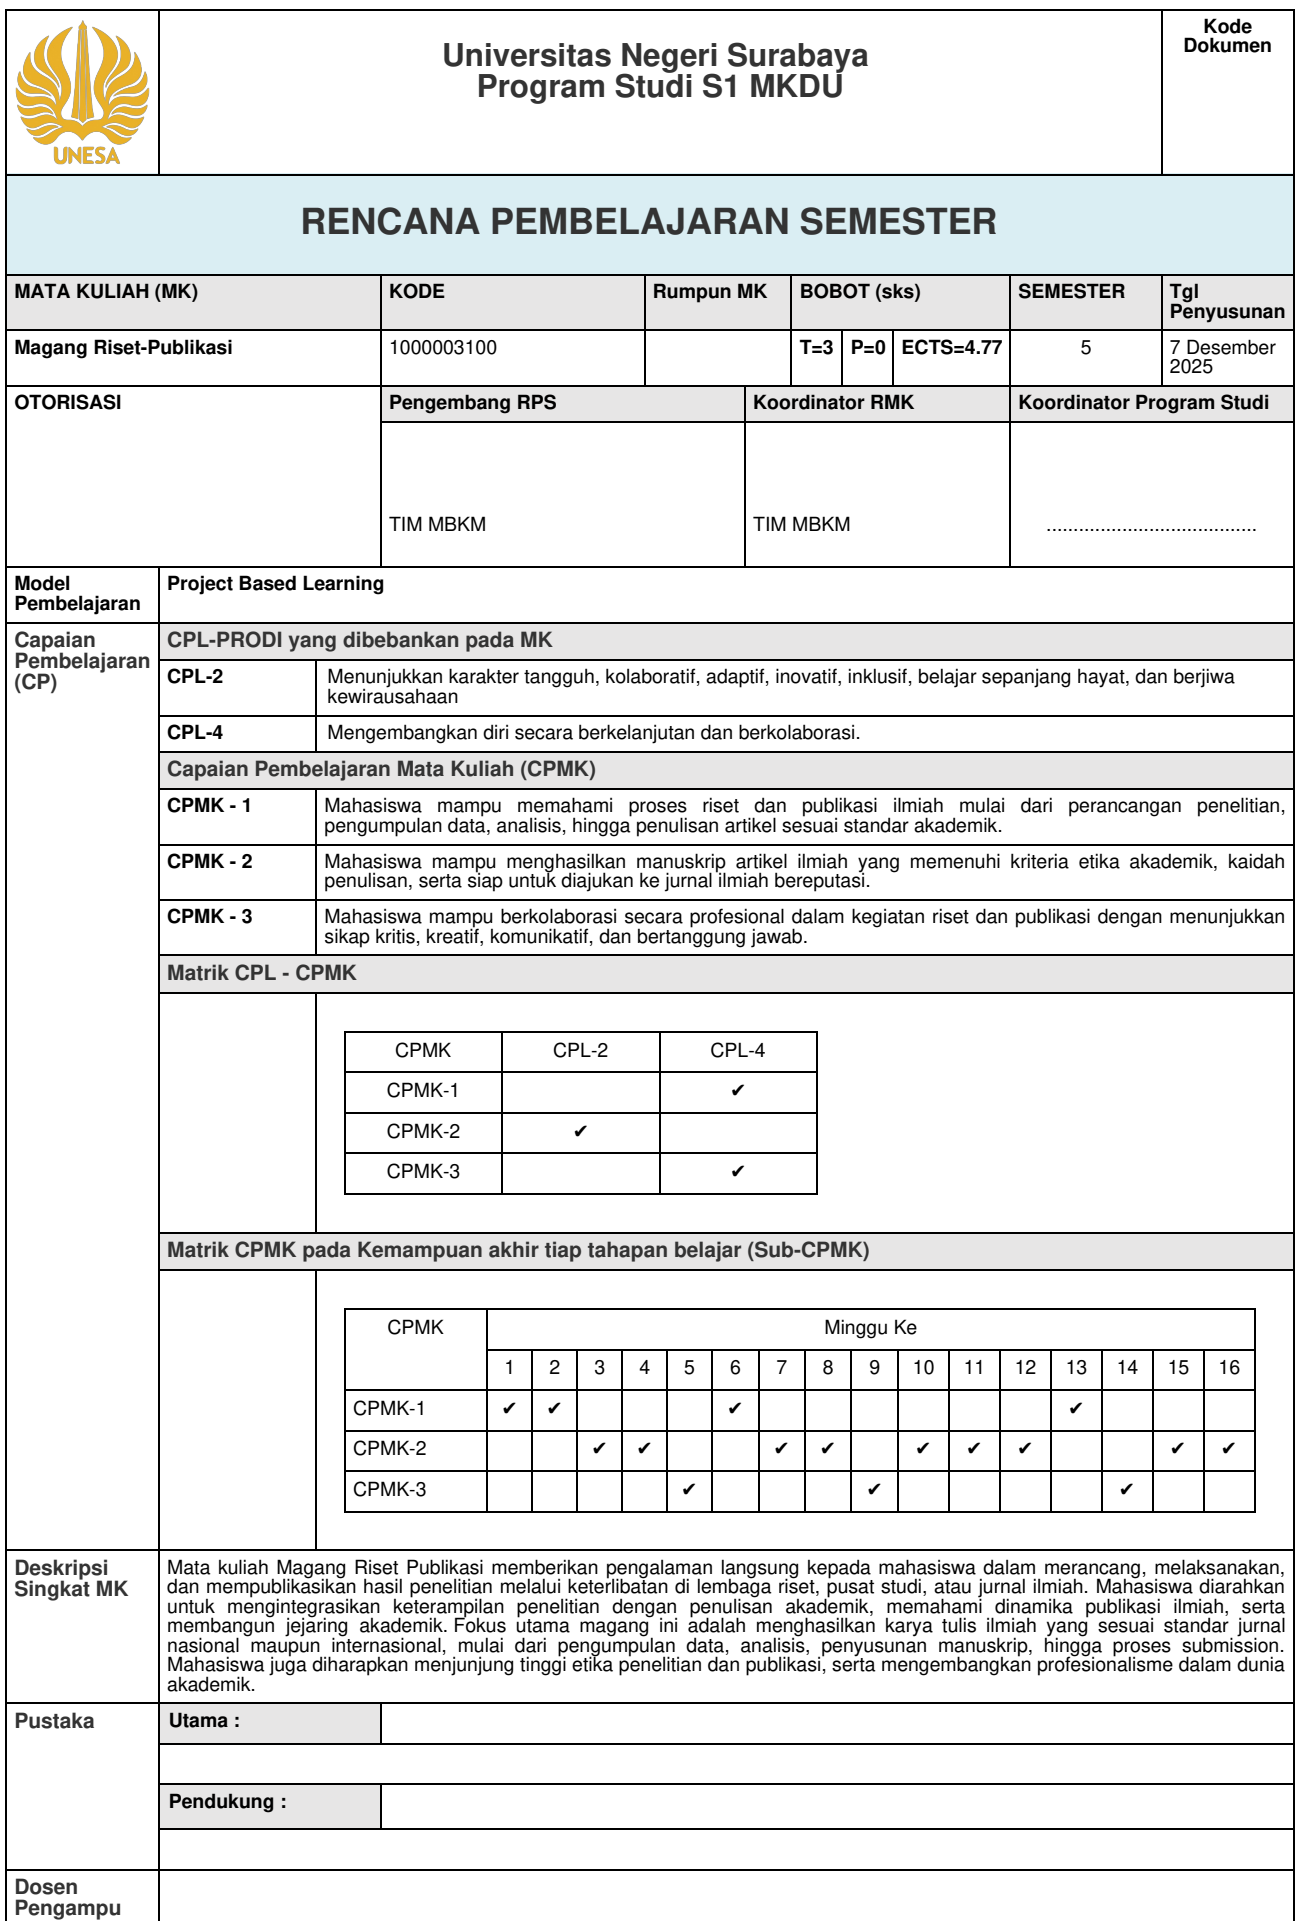 UNESA
Universitas Negeri Surabaya
Program Studi S1 MKDU
Kode
Dokumen
RENCANA PEMBELAJARAN SEMESTER
MATA KULIAH (MK) KODE Rumpun MK BOBOT (sks) SEMESTER Tgl
Penyusunan
Magang Riset-Publikasi 1000003100 T=3 P=0 ECTS=4.77 5 7 Desember
2025
OTORISASI Pengembang RPS Koordinator RMK Koordinator Program Studi
TIM MBKM TIM MBKM .......................................
Model
Pembelajaran
Project Based Learning
Capaian
Pembelajaran
(CP)
CPL-PRODI yang dibebankan pada MK
CPL-2 Menunjukkan karakter tangguh, kolaboratif, adaptif, inovatif, inklusif, belajar sepanjang hayat, dan berjiwa
kewirausahaan
CPL-4 Mengembangkan diri secara berkelanjutan dan berkolaborasi.
Capaian Pembelajaran Mata Kuliah (CPMK)
CPMK - 1 Mahasiswa mampu memahami proses riset dan publikasi ilmiah mulai dari perancangan penelitian,
pengumpulan data, analisis, hingga penulisan artikel sesuai standar akademik.
CPMK - 2 Mahasiswa mampu menghasilkan manuskrip artikel ilmiah yang memenuhi kriteria etika akademik, kaidah
penulisan, serta siap untuk diajukan ke jurnal ilmiah bereputasi.
CPMK - 3 Mahasiswa mampu berkolaborasi secara profesional dalam kegiatan riset dan publikasi dengan menunjukkan
sikap kritis, kreatif, komunikatif, dan bertanggung jawab.
Matrik CPL - CPMK
CPMK CPL-2 CPL-4
CPMK-1 ✔
CPMK-2 ✔
CPMK-3 ✔
Matrik CPMK pada Kemampuan akhir tiap tahapan belajar (Sub-CPMK)
CPMK Minggu Ke
1 2 3 4 5 6 7 8 9 10 11 12 13 14 15 16
CPMK-1 ✔ ✔ ✔ ✔
CPMK-2 ✔ ✔ ✔ ✔ ✔ ✔ ✔ ✔ ✔
CPMK-3 ✔ ✔ ✔
Deskripsi
Singkat MK
Mata kuliah Magang Riset Publikasi memberikan pengalaman langsung kepada mahasiswa dalam merancang, melaksanakan,
dan mempublikasikan hasil penelitian melalui keterlibatan di lembaga riset, pusat studi, atau jurnal ilmiah. Mahasiswa diarahkan
untuk mengintegrasikan keterampilan penelitian dengan penulisan akademik, memahami dinamika publikasi ilmiah, serta
membangun jejaring akademik. Fokus utama magang ini adalah menghasilkan karya tulis ilmiah yang sesuai standar jurnal
nasional maupun internasional, mulai dari pengumpulan data, analisis, penyusunan manuskrip, hingga proses submission.
Mahasiswa juga diharapkan menjunjung tinggi etika penelitian dan publikasi, serta mengembangkan profesionalisme dalam dunia
akademik.
Pustaka Utama :
Pendukung :
Dosen
Pengampu